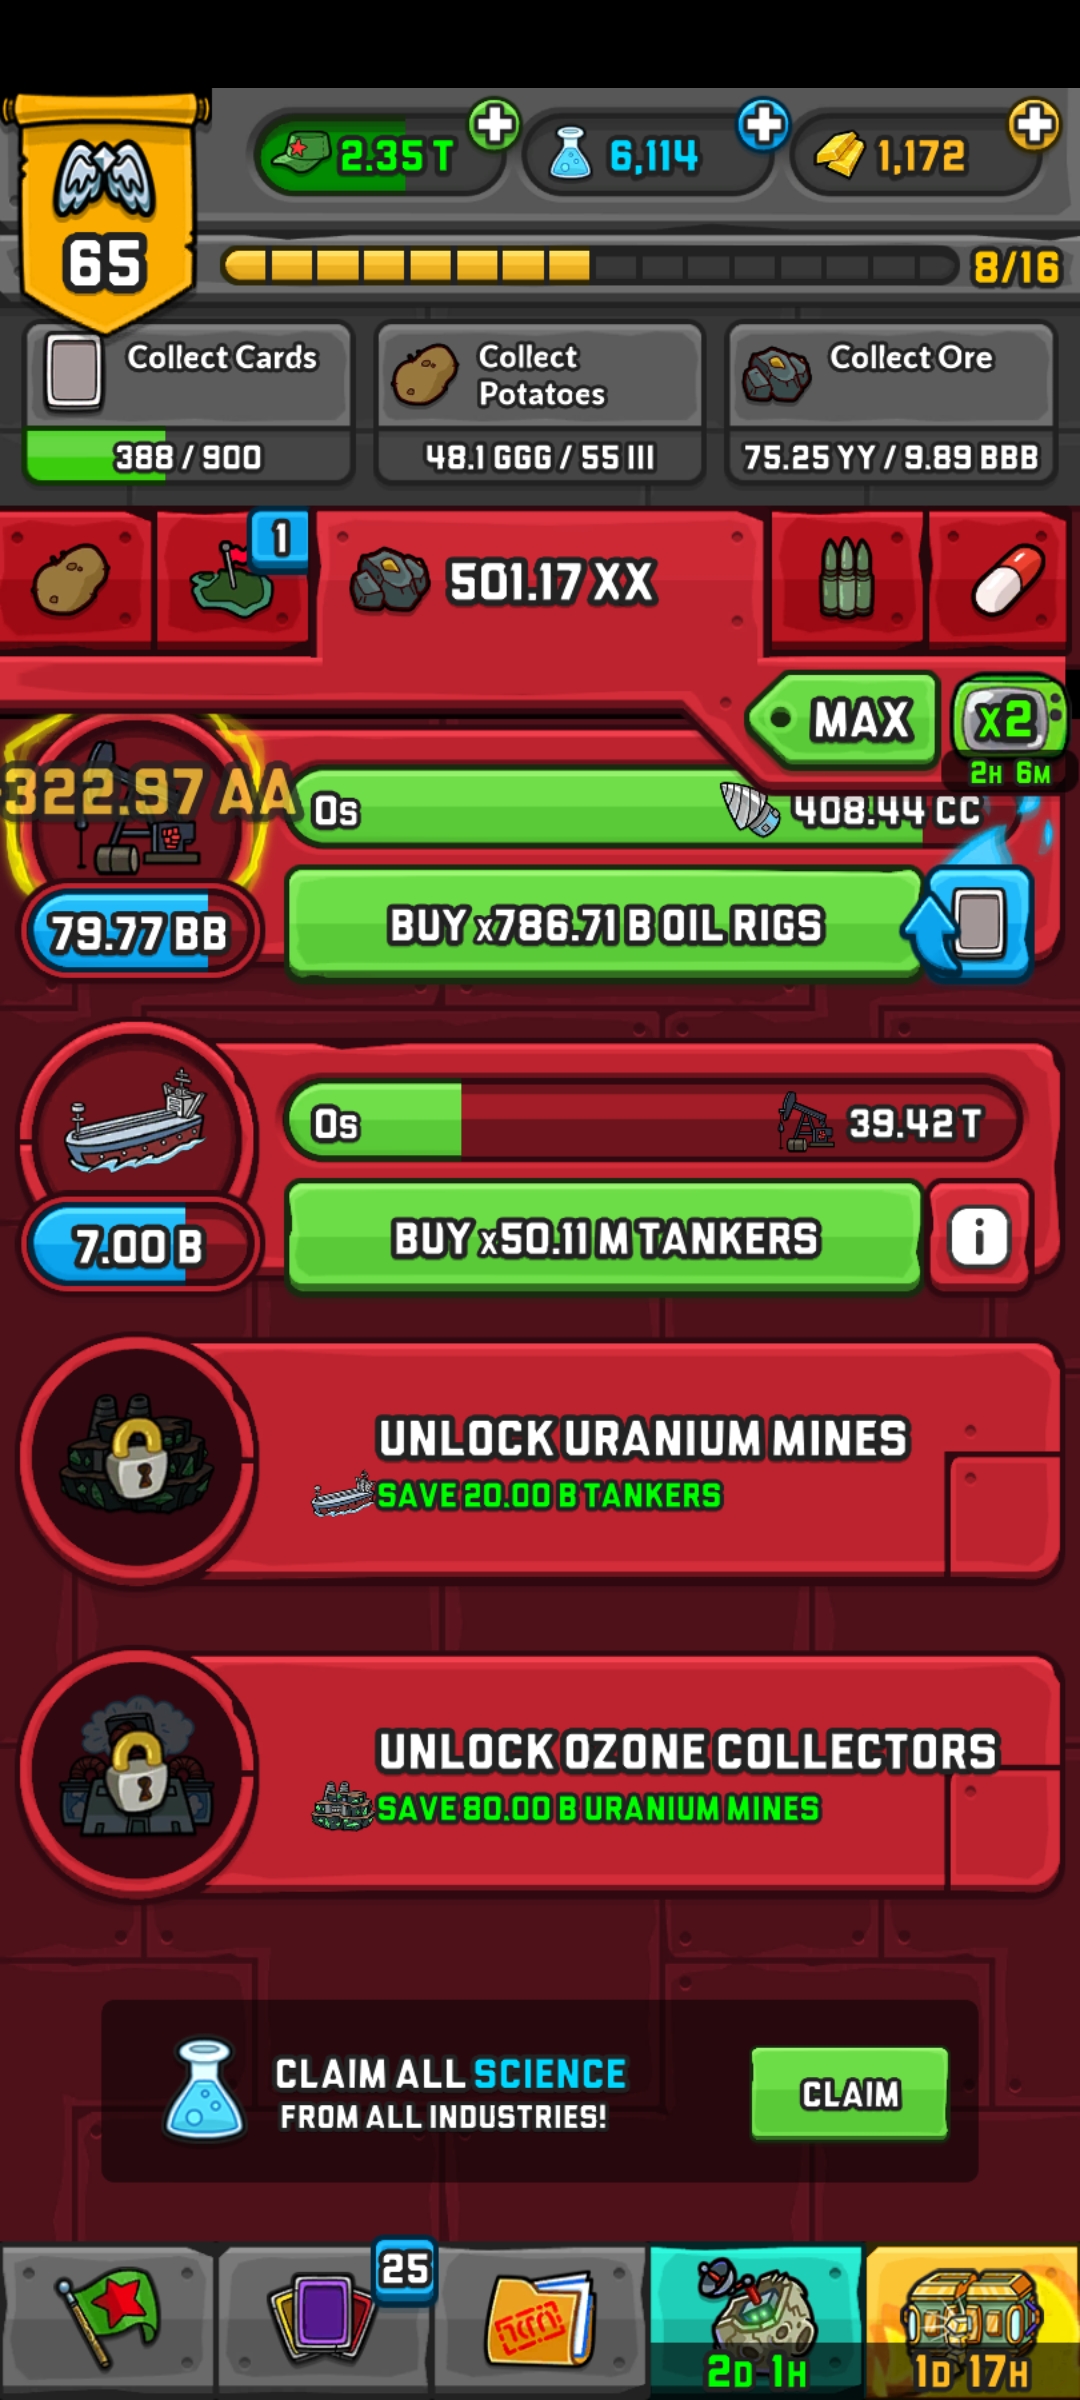 2.35 T
6,114
1,172
65
8/16
Collect Cards
388 / 900
Collect
Potatoes
48.1 GGG / 55 III
Collect Ore
75.25 YY / 9.89 BBB
1
501.17 XX
MAX
x2
2H 6M
322.97 AA
0s
408.44 CC
79.77 BB
BUY x786.71 B OIL RIGS
0s
39.42 T
7.00 B
BUY x50.11 M TANKERS
i
UNLOCK URANIUM MINES
SAVE 20.00 B TANKERS
UNLOCK OZONE COLLECTORS
SAVE 80.00 B URANIUM MINES
CLAIM ALL SCIENCE
FROM ALL INDUSTRIES!
CLAIM
25
2D 1H
1D 17H